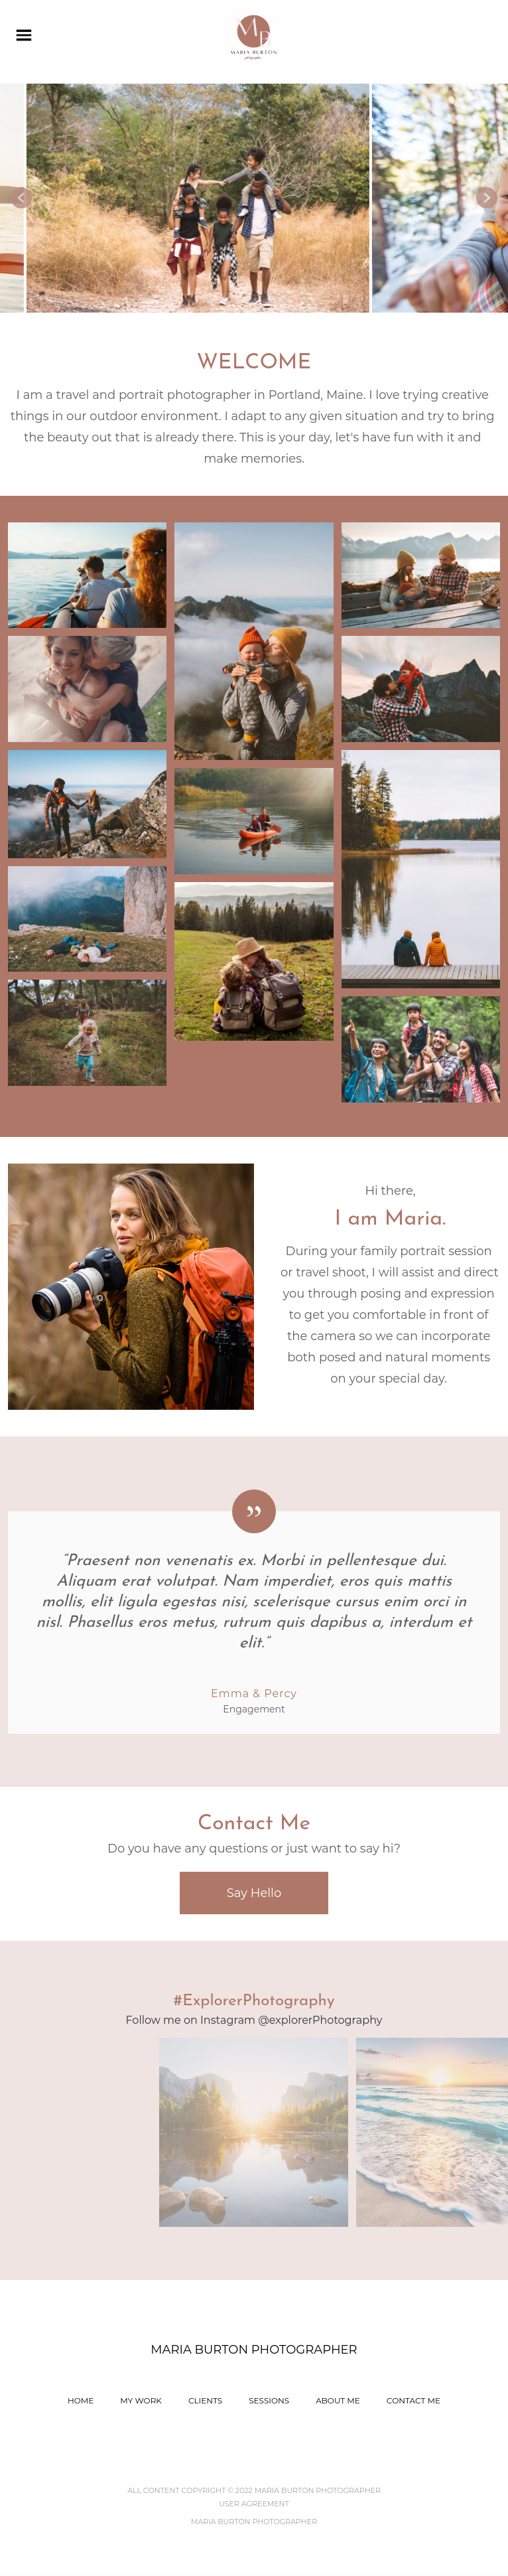 MB
MARIA BURTON
photographer
WELCOME
I am a travel and portrait photographer in Portland, Maine. I love trying creative
things in our outdoor environment. I adapt to any given situation and try to bring
the beauty out that is already there. This is your day, let's have fun with it and
make memories.
Hi there,
I am Maria.
During your family portrait session
or travel shoot, I will assist and direct
you through posing and expression
to get you comfortable in front of
the camera so we can incorporate
both posed and natural moments
on your special day.
”
“Praesent non venenatis ex. Morbi in pellentesque dui.
Aliquam erat volutpat. Nam imperdiet, eros quis mattis
mollis, elit ligula egestas nisi, scelerisque cursus enim orci in
nisl. Phasellus eros metus, rutrum quis dapibus a, interdum et
elit.”
Emma & Percy
Engagement
Contact Me
Do you have any questions or just want to say hi?
Say Hello
#ExplorerPhotography
Follow me on Instagram @explorerPhotography
MARIA BURTON PHOTOGRAPHER
HOME MY WORK CLIENTS SESSIONS ABOUT ME CONTACT ME
ALL CONTENT COPYRIGHT © 2022 MARIA BURTON PHOTOGRAPHER
USER AGREEMENT
MARIA BURTON PHOTOGRAPHER